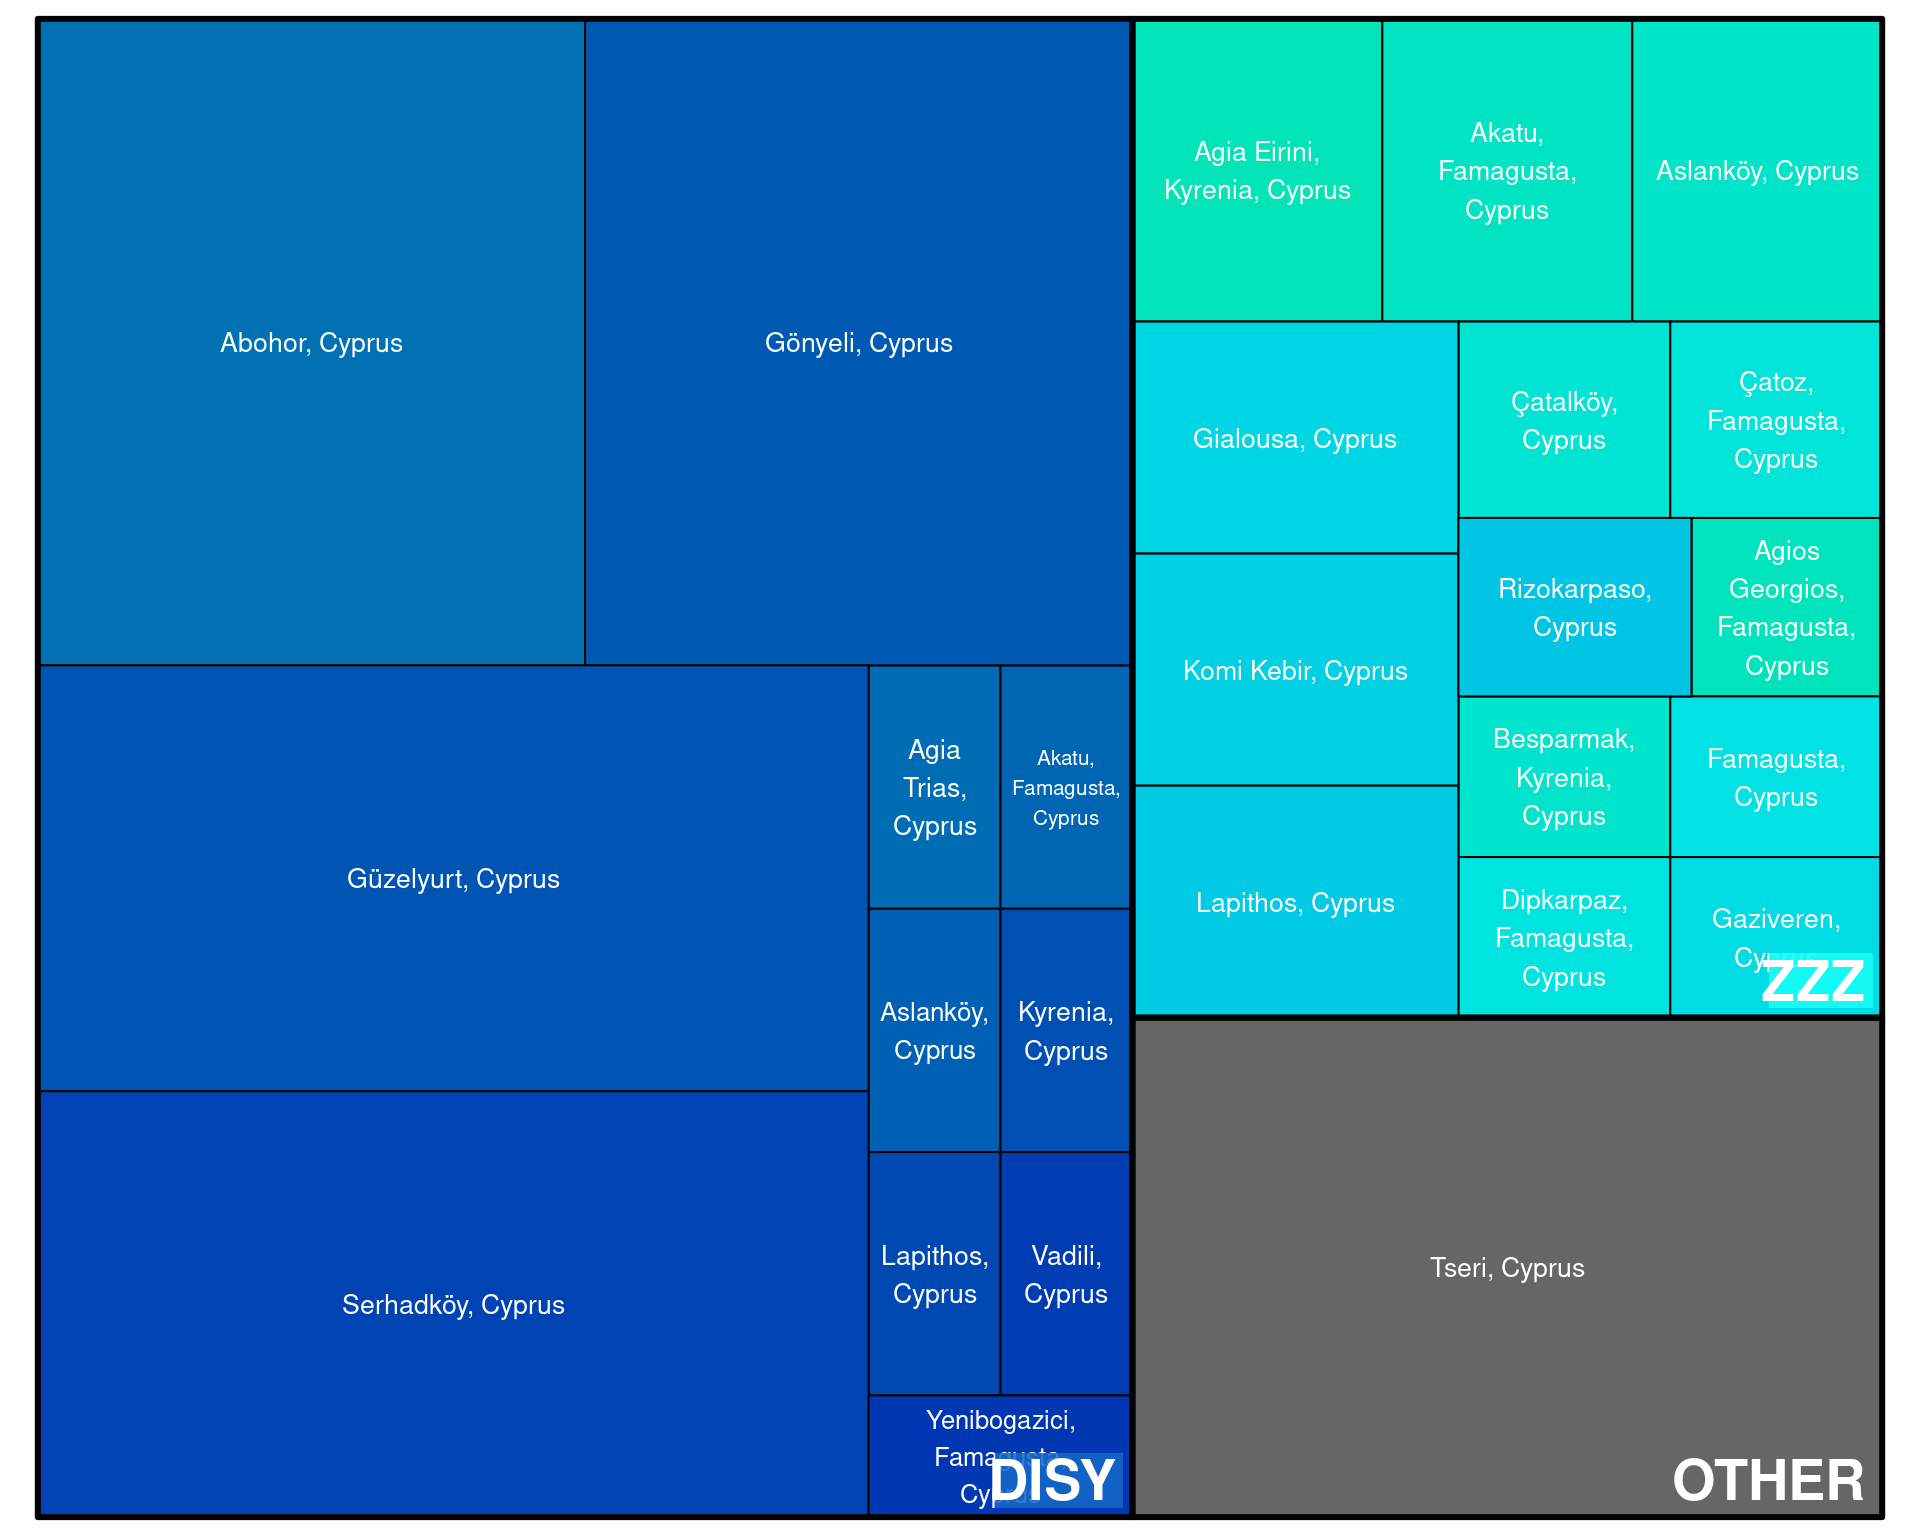 Abohor, Cyprus
Gönyeli, Cyprus
Güzelyurt, Cyprus
Serhadköy, Cyprus
Agia
Trias,
Cyprus
Akatu,
Famagusta,
Cyprus
Aslanköy,
Cyprus
Kyrenia,
Cyprus
Lapithos,
Cyprus
Vadili,
Cyprus
Yenibogazici,
Famagusta,
Cyprus
DISY
Agia Eirini,
Kyrenia, Cyprus
Akatu,
Famagusta,
Cyprus
Aslanköy, Cyprus
Gialousa, Cyprus
Komi Kebir, Cyprus
Lapithos, Cyprus
Çatalköy,
Cyprus
Çatoz,
Famagusta,
Cyprus
Rizokarpaso,
Cyprus
Agios
Georgios,
Famagusta,
Cyprus
Besparmak,
Kyrenia,
Cyprus
Famagusta,
Cyprus
Dipkarpaz,
Famagusta,
Cyprus
Gaziveren,
Cyprus
ZZZ
Tseri, Cyprus
OTHER